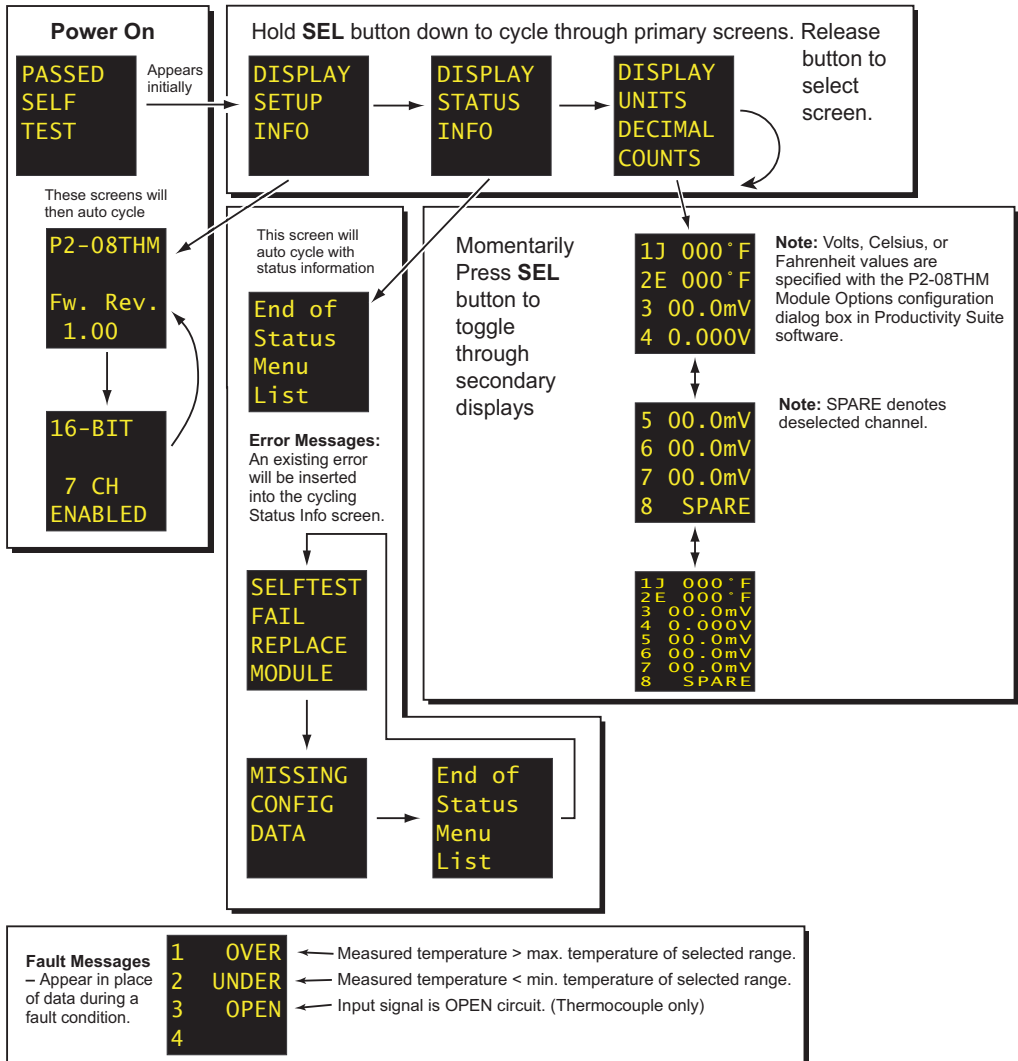 Power On
PASSED
SELF
TEST
Appears
initially
These screens will
then auto cycle
P2-08THM
Fw. Rev.
1.00
16-BIT
7 CH
ENABLED
Hold SEL button down to cycle through primary screens. Release
button to
select
screen.
DISPLAY
SETUP
INFO
DISPLAY
STATUS
INFO
DISPLAY
UNITS
DECIMAL
COUNTS
This screen will
auto cycle with
status information
End of
Status
Menu
List
Error Messages:
An existing error
will be inserted
into the cycling
Status Info screen.
SELFTEST
FAIL
REPLACE
MODULE
MISSING
CONFIG
DATA
End of
Status
Menu
List
Momentarily
Press SEL
button to
toggle
through
secondary
displays
1J 000°F
2E 000°F
3 00.0mV
4 0.000V
Note: Volts, Celsius, or
Fahrenheit values are
specified with the P2-08THM
Module Options configuration
dialog box in Productivity Suite
software.
5 00.0mV
6 00.0mV
7 00.0mV
8 SPARE
Note: SPARE denotes
deselected channel.
1J 000°F
2E 000°F
3 00.0mV
4 0.000V
5 00.0mV
6 00.0mV
7 00.0mV
8 SPARE
Fault Messages
– Appear in place
of data during a
fault condition.
1 OVER
2 UNDER
3 OPEN
4
Measured temperature > max. temperature of selected range.
Measured temperature < min. temperature of selected range.
Input signal is OPEN circuit. (Thermocouple only)